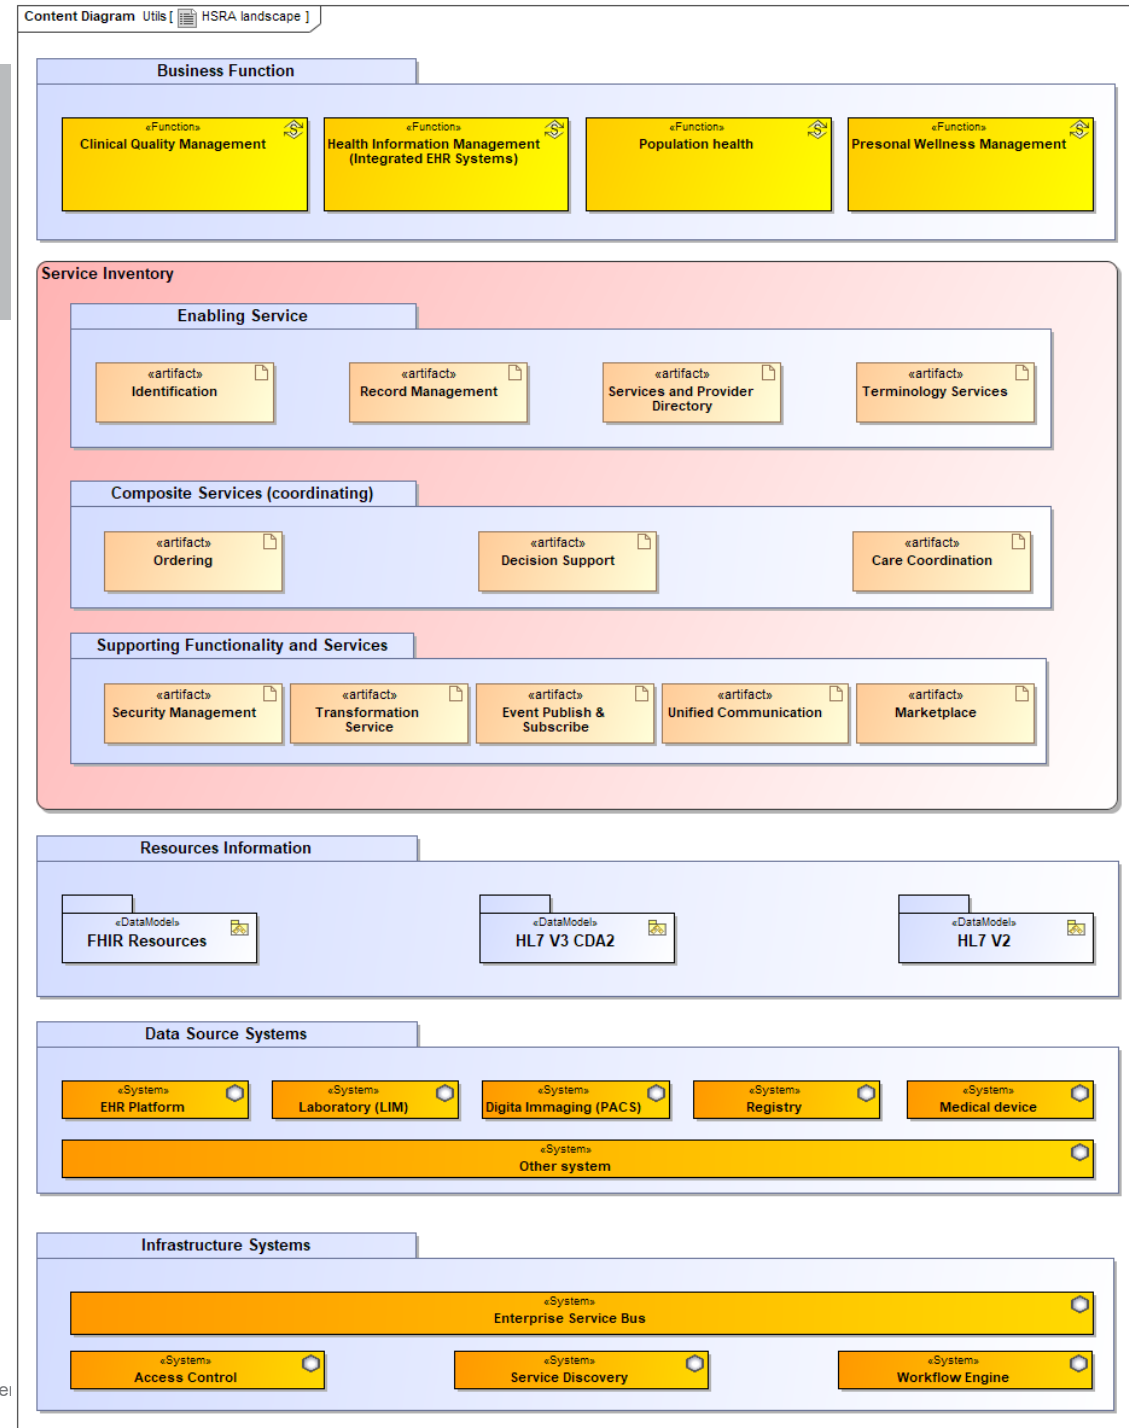 Content Diagram Utils [ HSRA landscape ]
Business Function
«Function»
Clinical Quality Management
«Function»
Health Information Management
(Integrated EHR Systems)
«Function»
Population health
«Function»
Presonal Wellness Management
Service Inventory
Enabling Service
«artifact»
Identification
«artifact»
Record Management
«artifact»
Services and Provider
Directory
«artifact»
Terminology Services
Composite Services (coordinating)
«artifact»
Ordering
«artifact»
Decision Support
«artifact»
Care Coordination
Supporting Functionality and Services
«artifact»
Security Management
«artifact»
Transformation
Service
«artifact»
Event Publish &
Subscribe
«artifact»
Unified Communication
«artifact»
Marketplace
Resources Information
«DataModel»
FHIR Resources
«DataModel»
HL7 V3 CDA2
«DataModel»
HL7 V2
Data Source Systems
«System»
EHR Platform
«System»
Laboratory (LIM)
«System»
Digita Immaging (PACS)
«System»
Registry
«System»
Medical device
«System»
Other system
Infrastructure Systems
«System»
Enterprise Service Bus
«System»
Access Control
«System»
Service Discovery
«System»
Workflow Engine